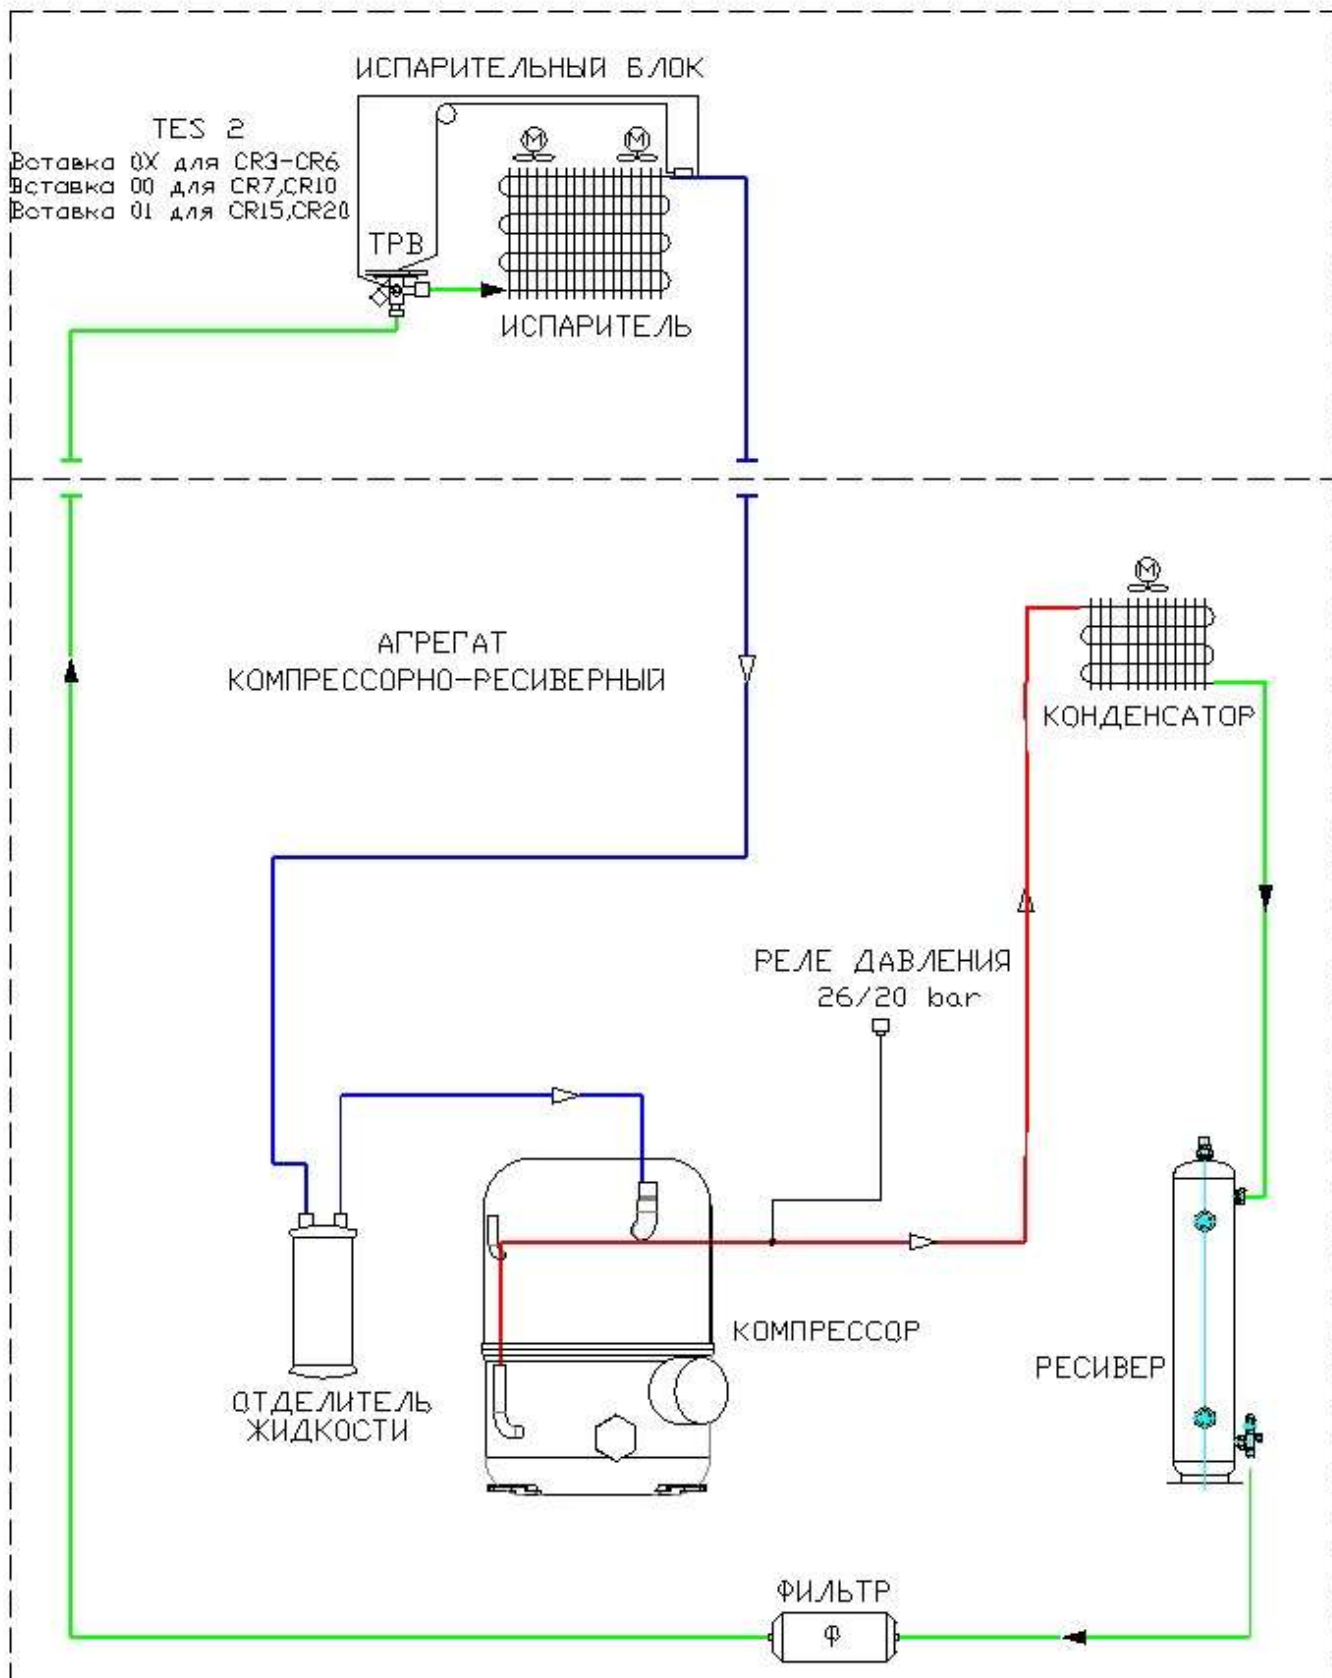 ИСПАРИТЕЛЬНЫЙ БЛОК
TES 2
Вставка 0X для CR3-CR6
Вставка 00 для CR7,CR10
Вставка 01 для CR15,CR20
М
М
ТРВ
ИСПАРИТЕЛЬ
М
АГРЕГАТ
КОМПРЕССОРНО-РЕСИВЕРНЫЙ
КОНДЕНСАТОР
РЕЛЕ ДАВЛЕНИЯ
26/20 bar
КОМПРЕССОР
РЕСИВЕР
ОТДЕЛИТЕЛЬ
ЖИДКОСТИ
ФИЛЬТР
Ф